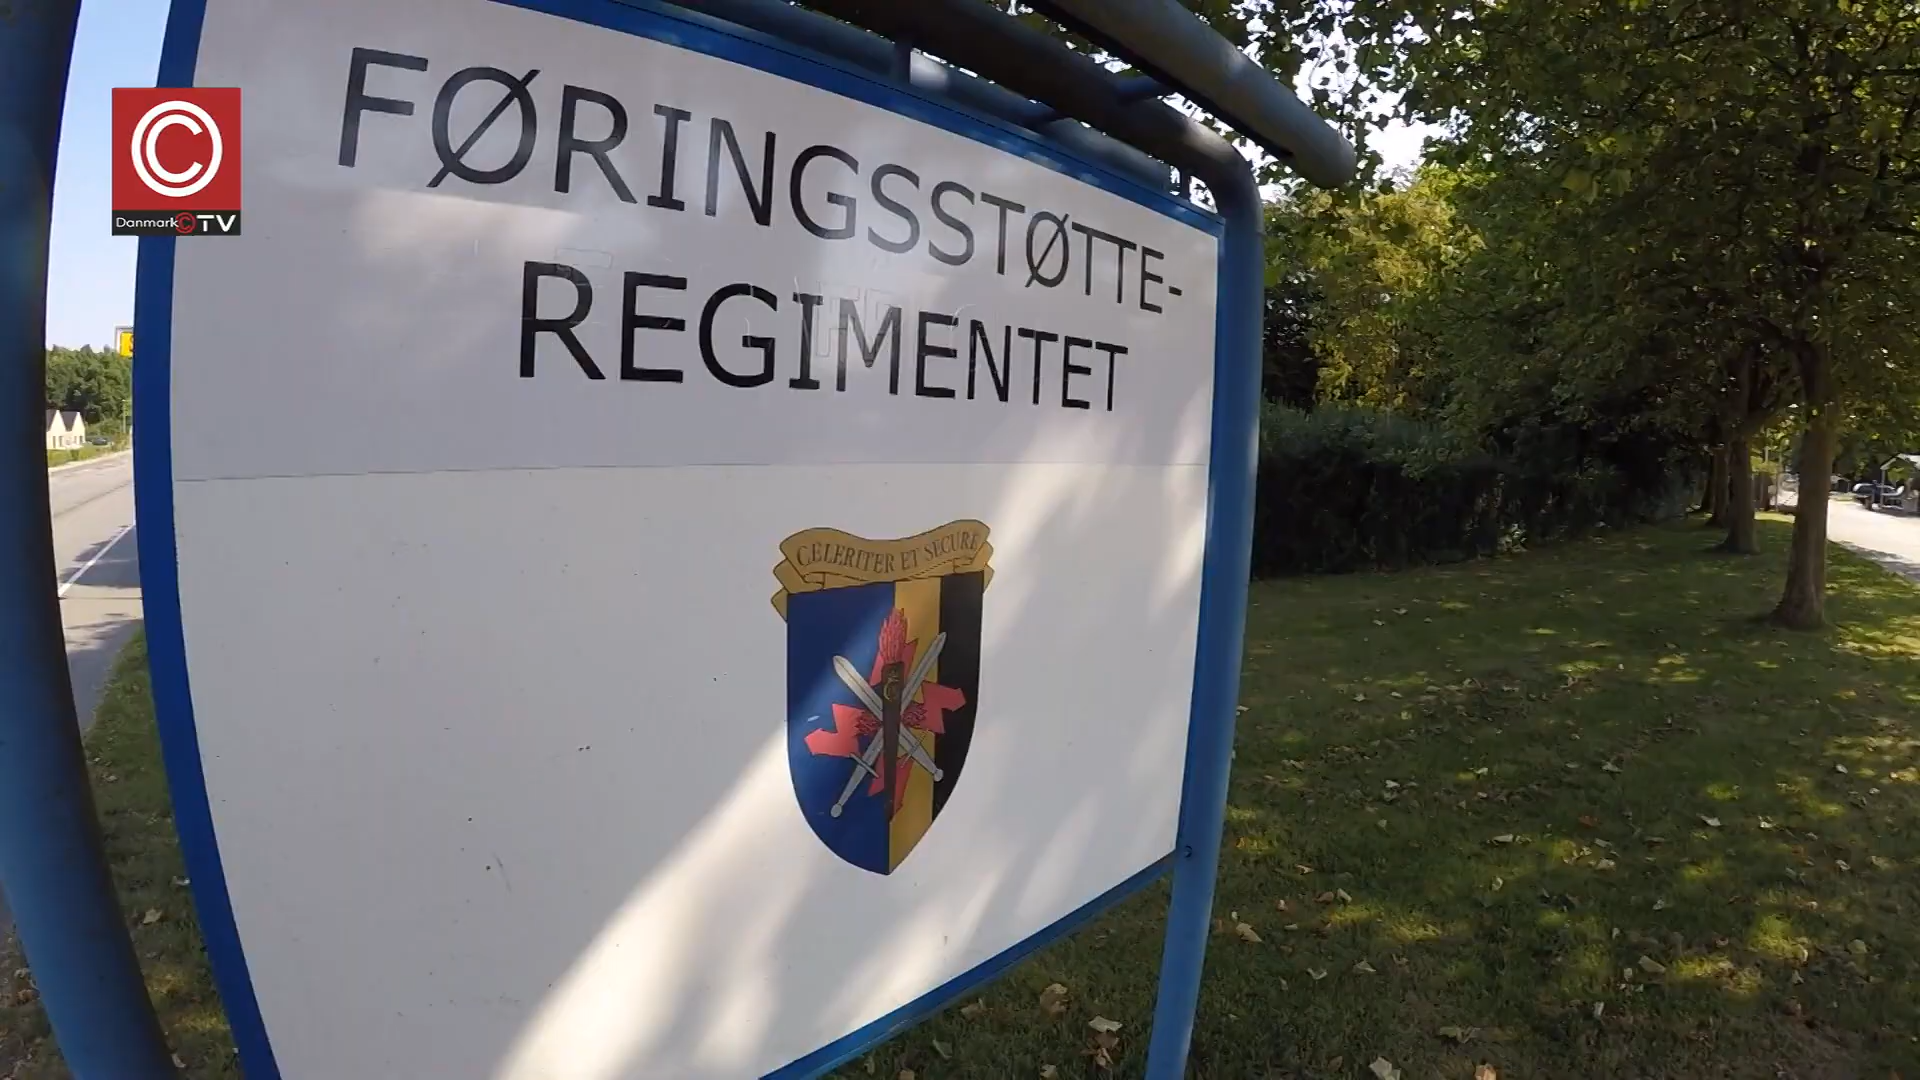 FØRINGSSTØTTE-
REGIMENTET
CELERITER ET SECURE
©
Danmark©TV